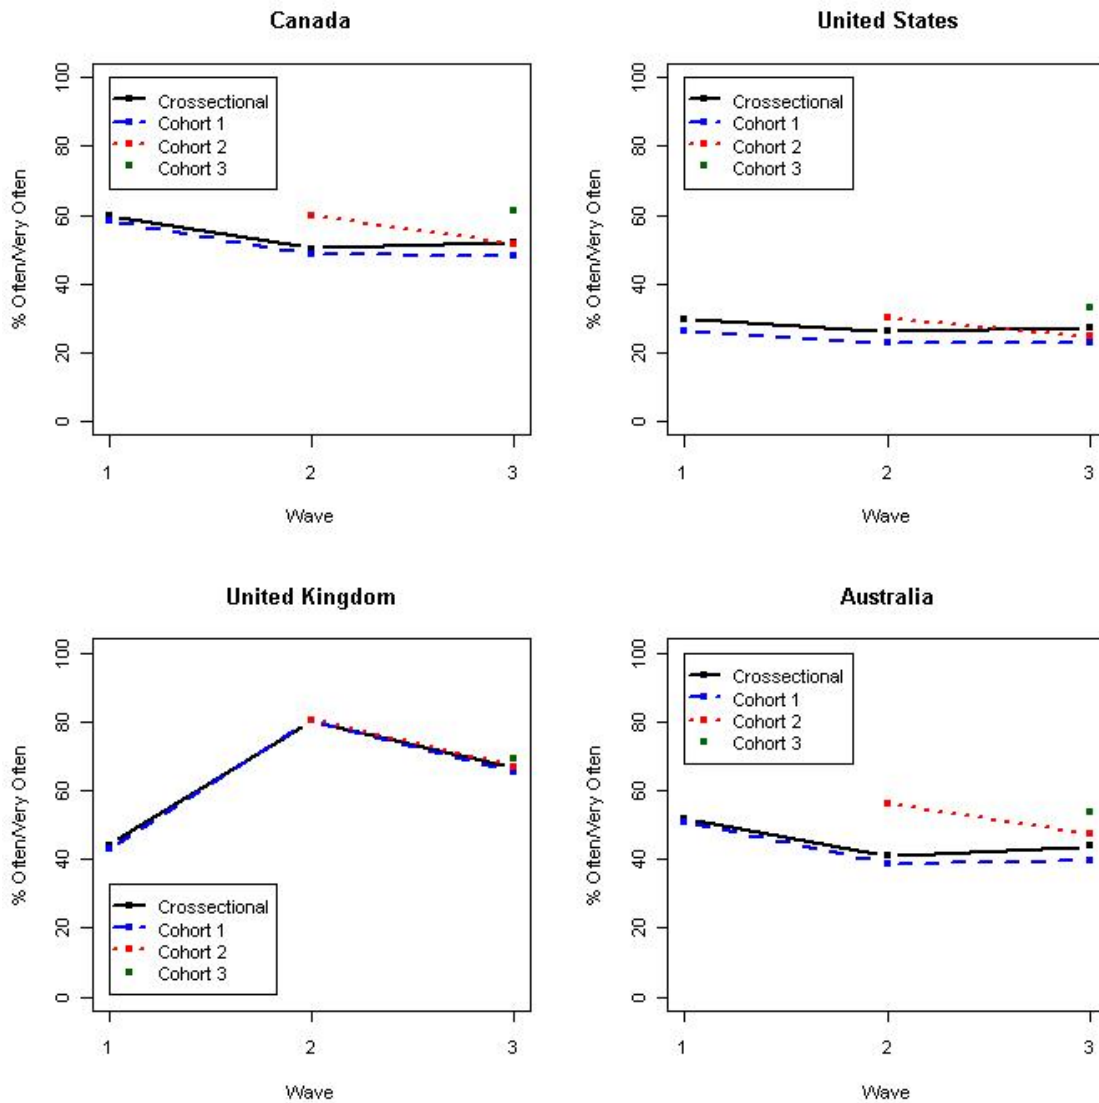 Canada
% Often/Very Often
100
80
60
40
20
0
Crossectional
Cohort 1
Cohort 2
Cohort 3
1 2 3
Wave
United States
% Often/Very Often
100
80
60
40
20
0
Crossectional
Cohort 1
Cohort 2
Cohort 3
1 2 3
Wave
United Kingdom
% Often/Very Often
100
80
60
40
20
0
Crossectional
Cohort 1
Cohort 2
Cohort 3
1 2 3
Wave
Australia
% Often/Very Often
100
80
60
40
20
0
Crossectional
Cohort 1
Cohort 2
Cohort 3
1 2 3
Wave